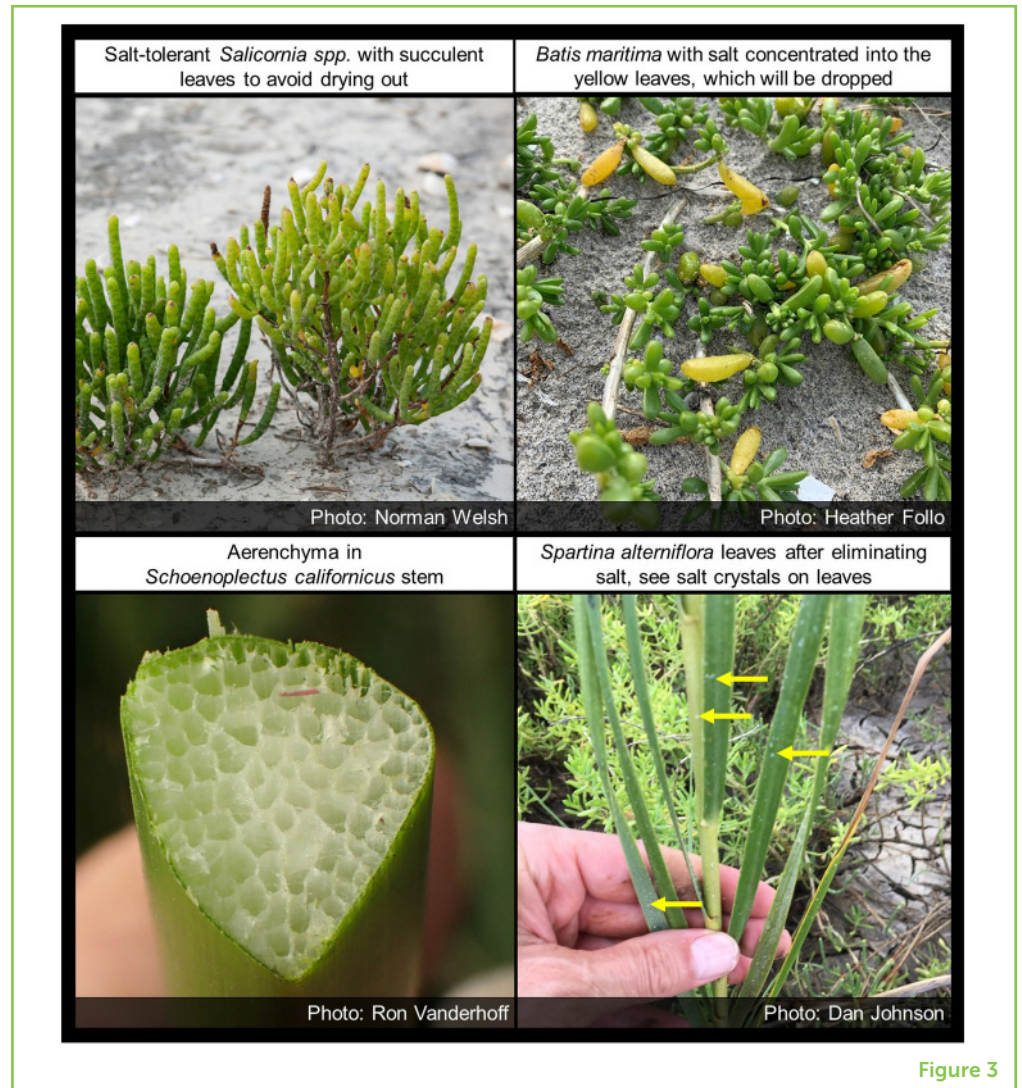 Salt-tolerant Salicornia spp. with succulent
leaves to avoid drying out
Batis maritima with salt concentrated into the
yellow leaves, which will be dropped
Photo: Norman Welsh
Photo: Heather Follo
Aerenchyma in
Schoenoplectus californicus stem
Spartina alterniflora leaves after eliminating
salt, see salt crystals on leaves
Photo: Ron Vanderhoff
Photo: Dan Johnson
Figure 3